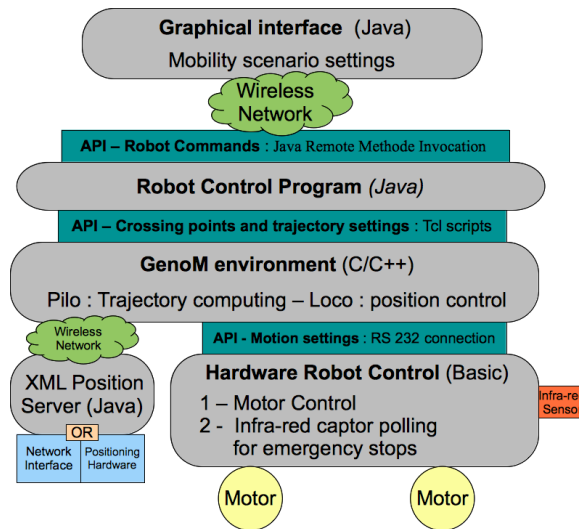 Graphical interface (Java)
Mobility scenario settings
Wireless
Network
API – Robot Commands : Java Remote Methode Invocation
Robot Control Program (Java)
API – Crossing points and trajectory settings : Tcl scripts
GenoM environment (C/C++)
Pilo : Trajectory computing – Loco : position control
Wireless
Network
API - Motion settings : RS 232 connection
XML Position
Server (Java)
OR
Network
Interface
Positioning
Hardware
Hardware Robot Control (Basic)
1 – Motor Control
2 - Infra-red captor polling
for emergency stops
Infra-red
Sensor
Motor
Motor